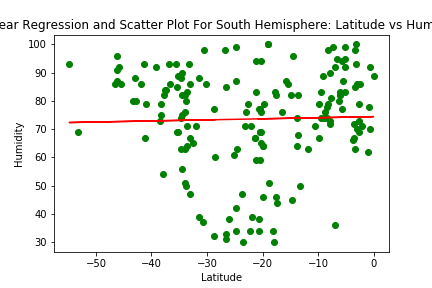 ear Regression and Scatter Plot For South Hemisphere: Latitude vs Hum
100
90
80
70
60
50
40
30
Humidity
−50 −40 −30 −20 −10 0
Latitude